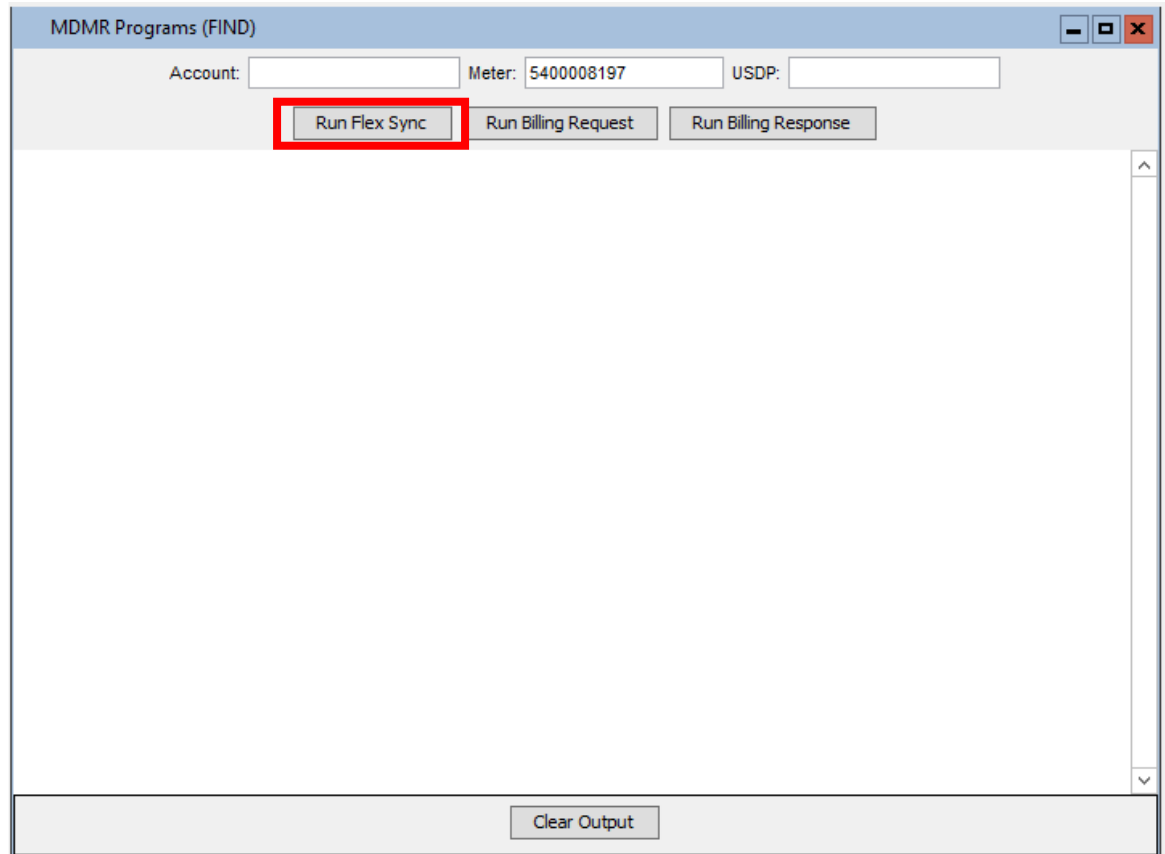 MDMR Programs (FIND)
Account: Meter: 5400008197 USDP:
Run Flex Sync Run Billing Request Run Billing Response
Clear Output